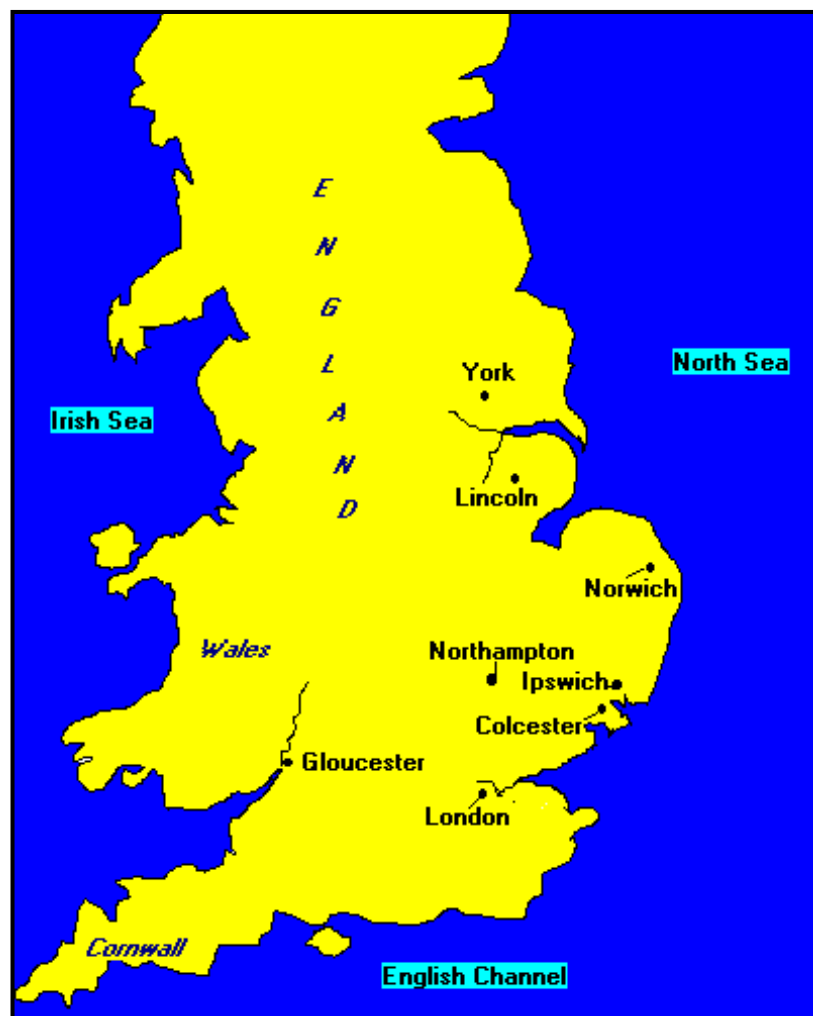 E
N
G
L
A
N
D
North Sea
York
Irish Sea
Lincoln
Norwich
Wales
Northampton
Ipswich
Colcester
Gloucester
London
Cornwall
English Channel